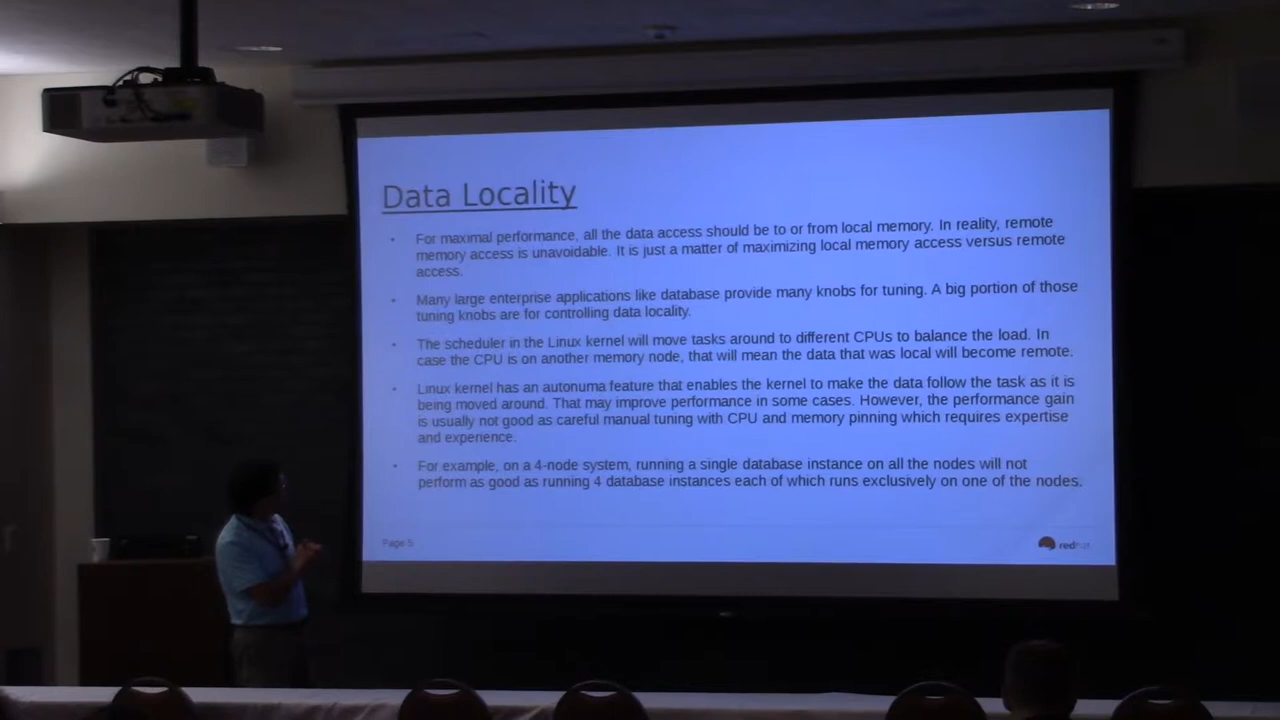 Data Locality
• For maximal performance, all the data access should be to or from local memory. In reality, remote
memory access is unavoidable. It is just a matter of maximizing local memory access versus remote
access.
• Many large enterprise applications like database provide many knobs for tuning. A big portion of those
tuning knobs are for controlling data locality.
• The scheduler in the Linux kernel will move tasks around to different CPUs to balance the load. In
case the CPU is on another memory node, that will mean the data that was local will become remote.
• Linux kernel has an autonuma feature that enables the kernel to make the data follow the task as it is
being moved around. That may improve performance in some cases. However, the performance gain
is usually not good as careful manual tuning with CPU and memory pinning which requires expertise
and experience.
• For example, on a 4-node system, running a single database instance on all the nodes will not
perform as good as running 4 database instances each of which runs exclusively on one of the nodes.
Page 5
redhat